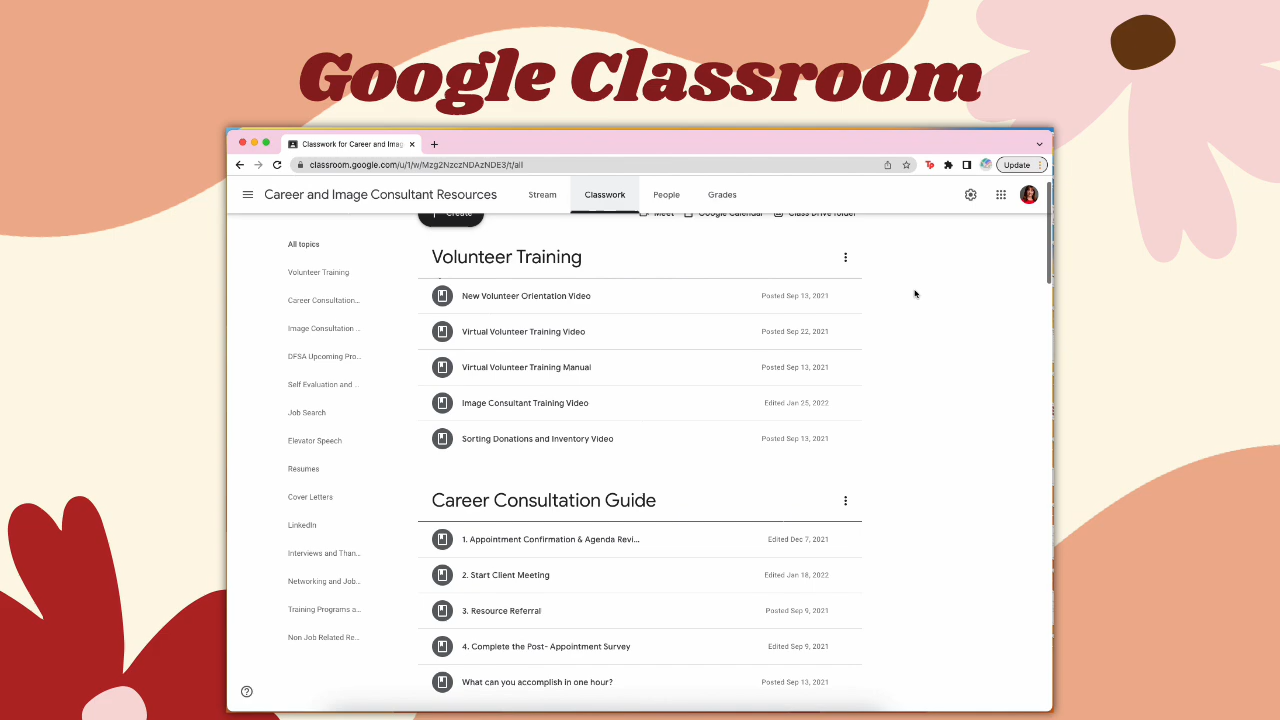 Google Classroom
Classwork for Career and Imag
classroom.google.com/u/1/w/Mzg2NzczNDAzNDE3/t/all
Update
Career and Image Consultant Resources
Stream
Classwork
People
Grades
Create
Meet
Google Calendar
Class Drive folder
All topics
Volunteer Training
Career Consultation...
Image Consultation ...
DFSA Upcoming Pro...
Self Evaluation and ...
Job Search
Elevator Speech
Resumes
Cover Letters
LinkedIn
Interviews and Than...
Networking and Job...
Training Programs a...
Non Job Related Re...
Volunteer Training
New Volunteer Orientation Video Posted Sep 13, 2021
Virtual Volunteer Training Video Posted Sep 22, 2021
Virtual Volunteer Training Manual Posted Sep 13, 2021
Image Consultant Training Video Edited Jan 25, 2022
Sorting Donations and Inventory Video Posted Sep 13, 2021
Career Consultation Guide
1. Appointment Confirmation & Agenda Revi... Edited Dec 7, 2021
2. Start Client Meeting Edited Jan 18, 2022
3. Resource Referral Posted Sep 9, 2021
4. Complete the Post- Appointment Survey Edited Sep 9, 2021
What can you accomplish in one hour? Posted Sep 13, 2021